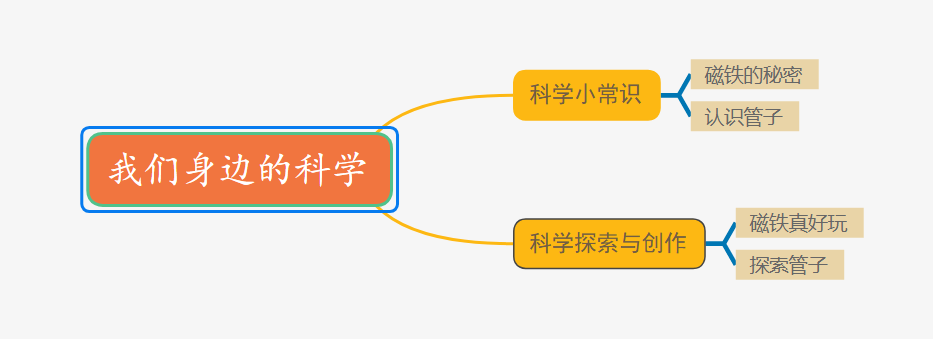 我们身边的科学
科学小常识
磁铁的秘密
认识管子
科学探索与创作
磁铁真好玩
探索管子